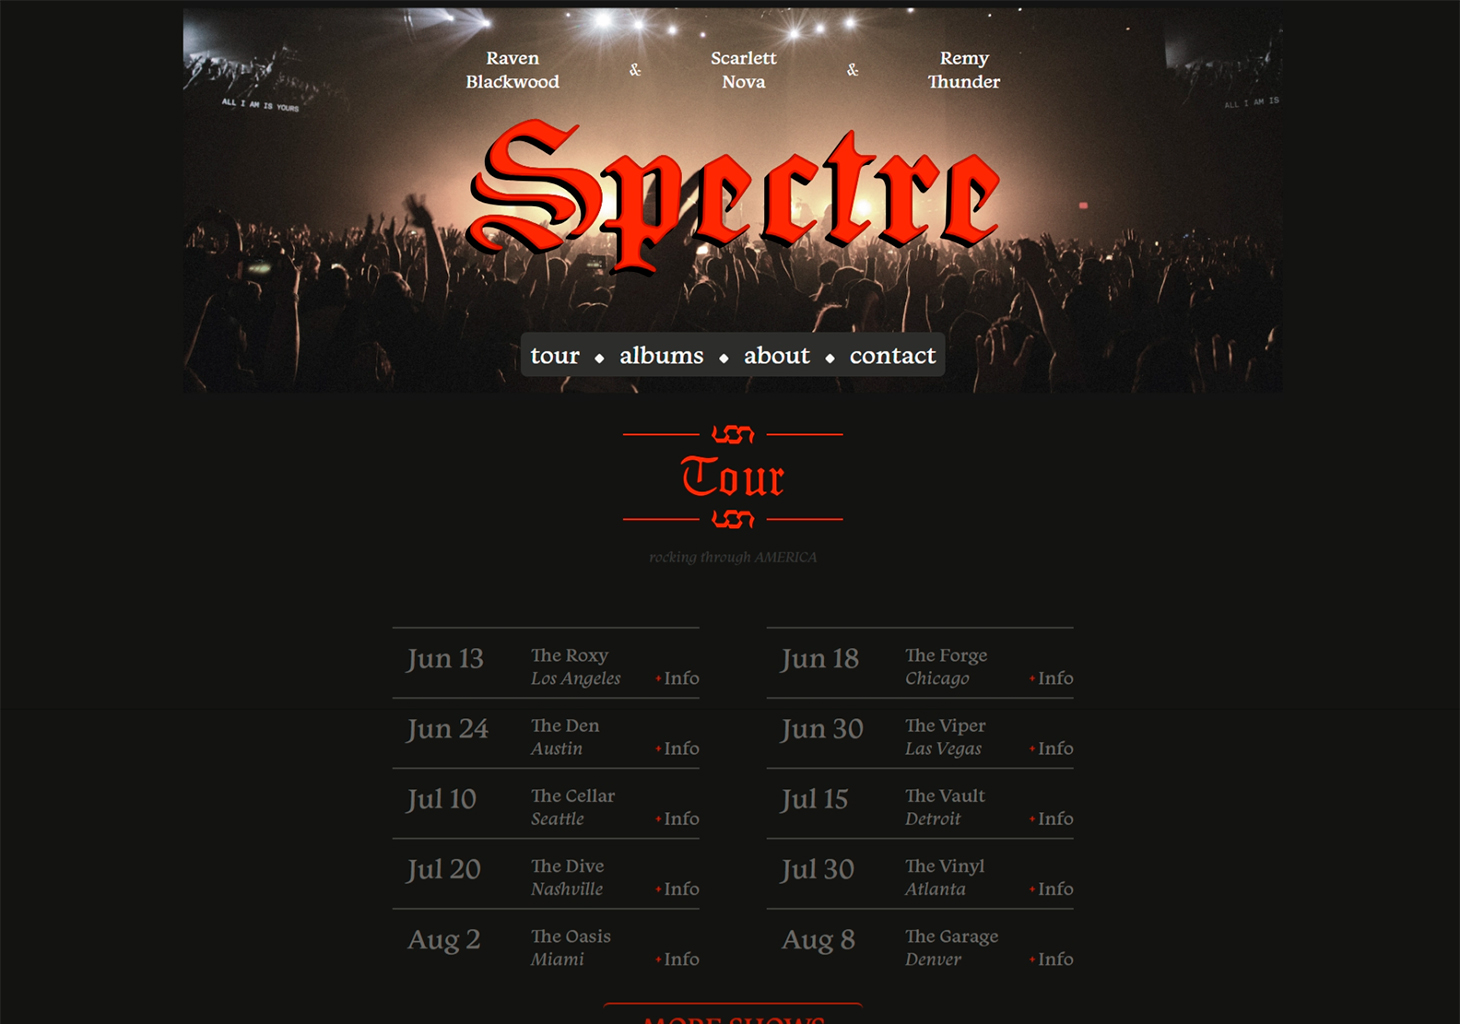 Raven
Blackwood
&
Scarlett
Nova
&
Remy
Thunder
ALL I AM IS YOURS
ALL I AM IS
Spectre
tour ◆ albums ◆ about ◆ contact
Tour
rocking through AMERICA
Jun 13
The Roxy
Los Angeles
Info
Jun 18
The Forge
Chicago
Info
Jun 24
The Den
Austin
Info
Jun 30
The Viper
Las Vegas
Info
Jul 10
The Cellar
Seattle
Info
Jul 15
The Vault
Detroit
Info
Jul 20
The Dive
Nashville
Info
Jul 30
The Vinyl
Atlanta
Info
Aug 2
The Oasis
Miami
Info
Aug 8
The Garage
Denver
Info
MORE SHOWS